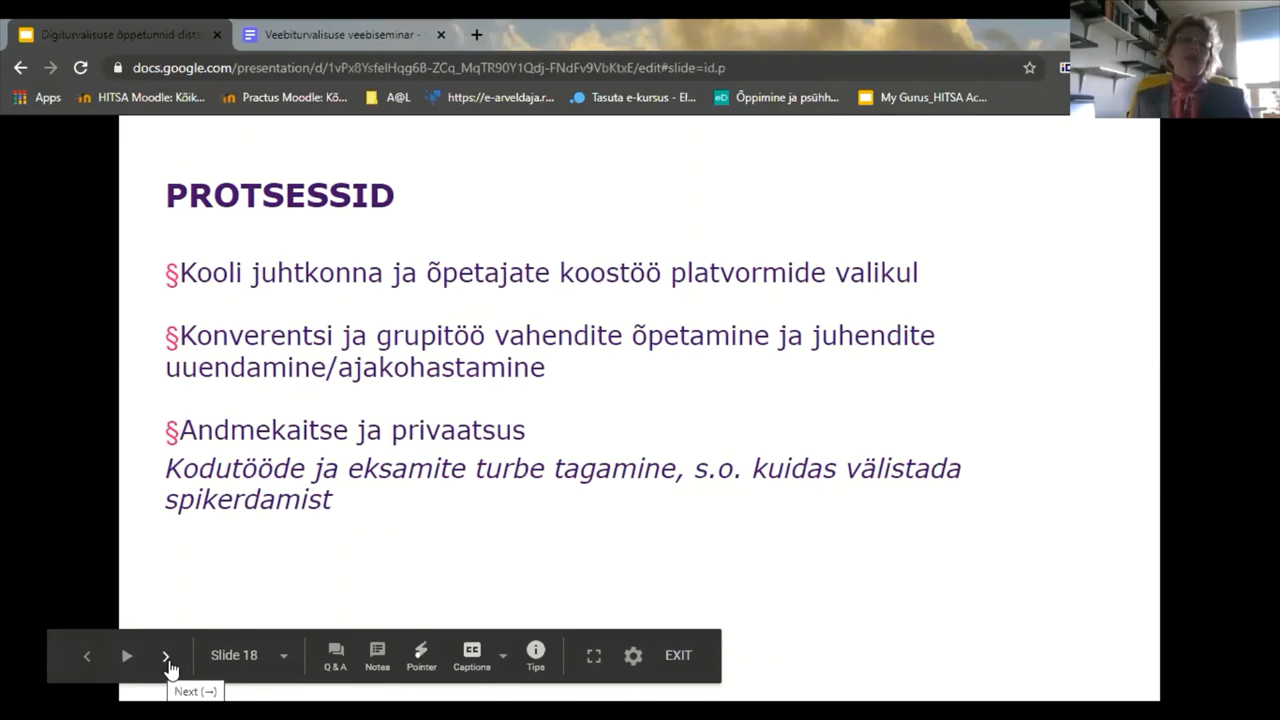 Digiturvalisuse õppetunnid dista
Veebiturvalisuse veebiseminar -
docs.google.com/presentation/d/1vPx8YsfeIHqg6B-ZCq_MqTR90Y1Qdj-FNdFv9VbKtxE/edit#slide=id.p
Apps
HITSA Moodle: Kõik...
Practus Moodle: Kõ...
A@L
https://e-arveldaja.r...
Tasuta e-kursus - El...
Õppimine ja psühh...
My Gurus_HITSA Ac...
PROTSESSID
§Kooli juhtkonna ja õpetajate koostöö platvormide valikul
§Konverentsi ja grupitöö vahendite õpetamine ja juhendite
uuendamine/ajakohastamine
§Andmekaitse ja privaatsus
Kodutööde ja eksamite turbe tagamine, s.o. kuidas välistada
spikerdamist
Slide 18
Q & A
Notes
Pointer
Captions
Tips
EXIT
Next (→)